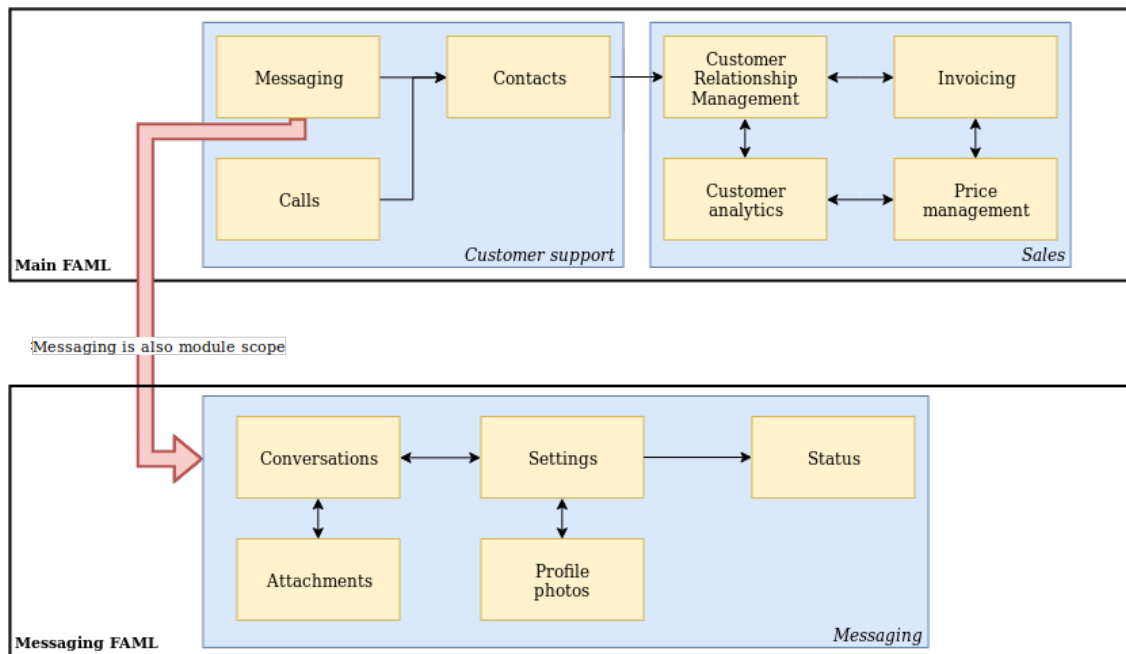 Messaging
Contacts
Customer
Relationship
Management
Invoicing
Calls
Customer
analytics
Price
management
Customer support
Sales
Main FAML
Messaging is also module scope
Conversations
Settings
Status
Attachments
Profile
photos
Messaging
Messaging FAML